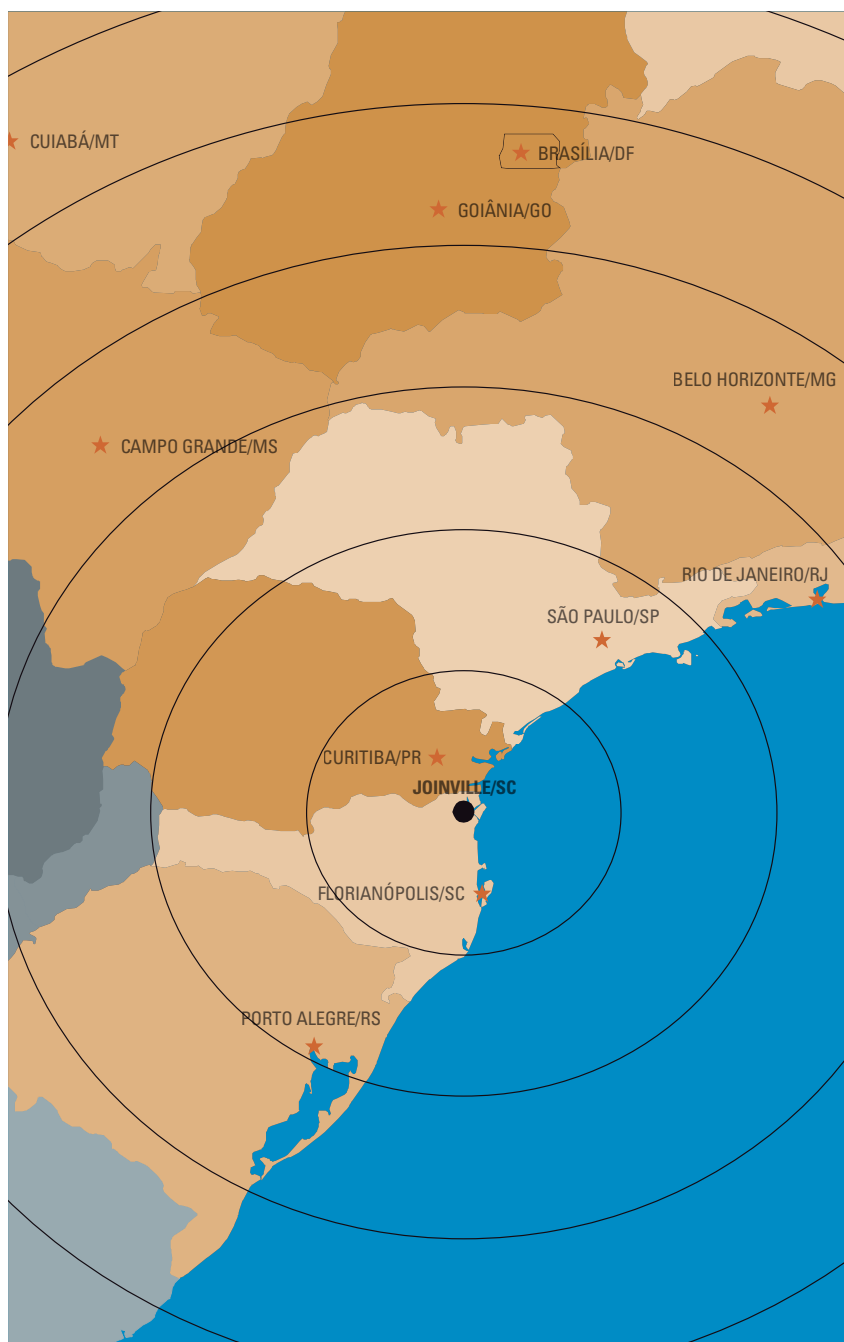 CUIABÁ/MT
BRASÍLIA/DF
GOIÂNIA/GO
BELO HORIZONTE/MG
CAMPO GRANDE/MS
RIO DE JANEIRO/RJ
SÃO PAULO/SP
CURITIBA/PR
JOINVILLE/SC
FLORIANÓPOLIS/SC
PORTO ALEGRE/RS